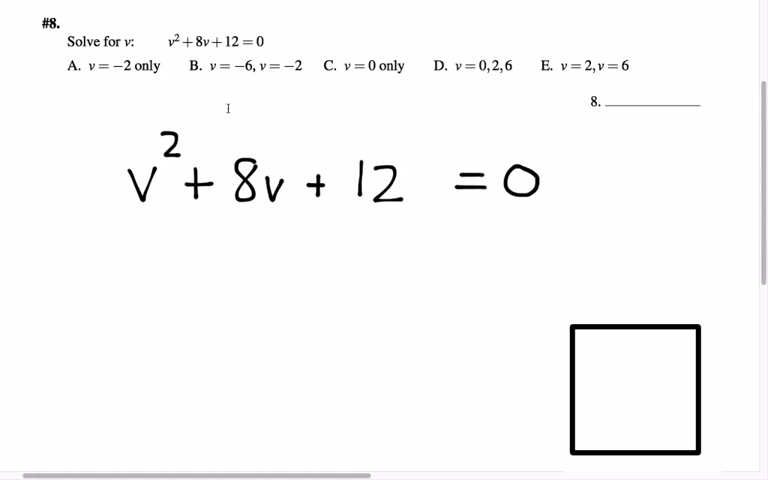 #8.
Solve for v: v² + 8v + 12 = 0
A. v = −2 only B. v = −6, v = −2 C. v = 0 only D. v = 0, 2, 6 E. v = 2, v = 6
8. ________
v² + 8v + 12 = 0